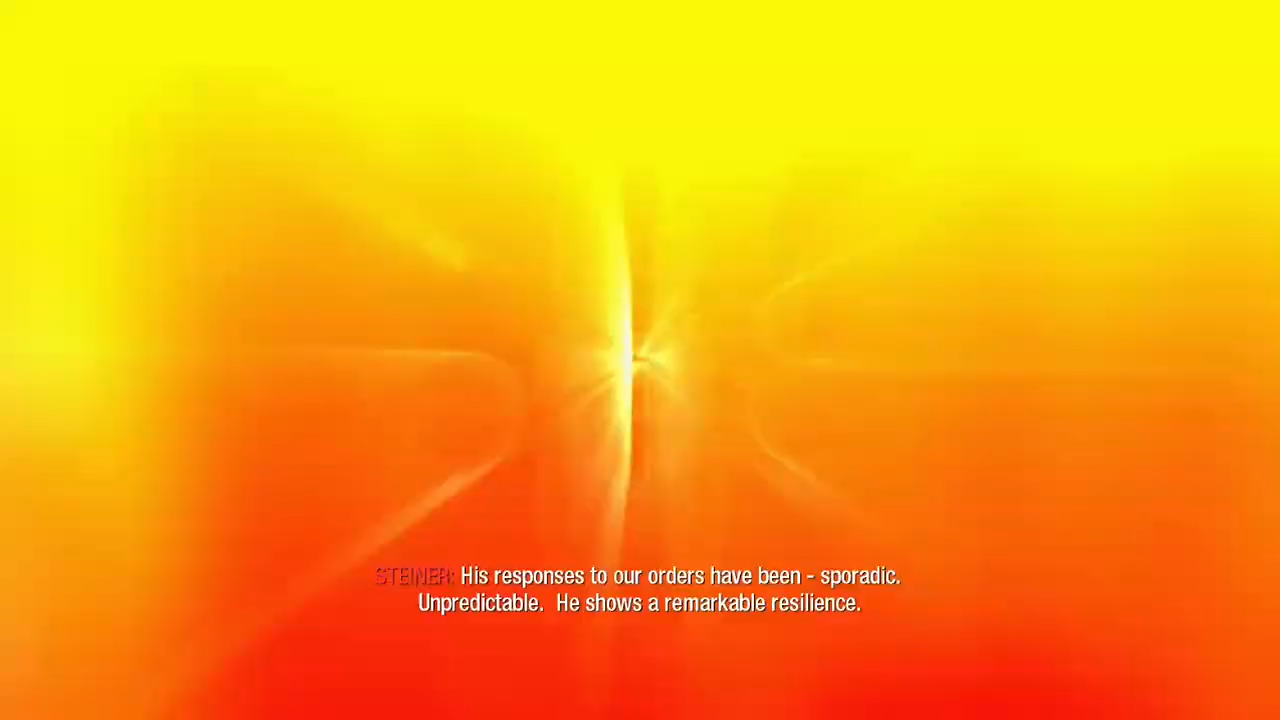 STEINER: His responses to our orders have been - sporadic.
Unpredictable.  He shows a remarkable resilience.